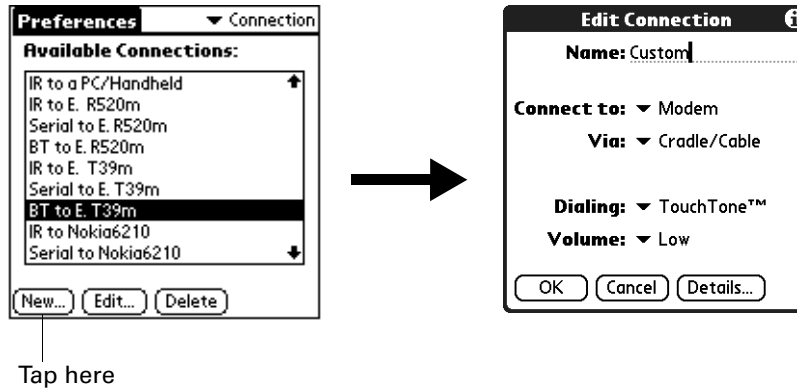 Preferences
Connection
Available Connections:
IR to a PC/Handheld
IR to E. R520m
Serial to E. R520m
BT to E. R520m
IR to E. T39m
Serial to E. T39m
BT to E. T39m
IR to Nokia6210
Serial to Nokia6210
New... Edit... Delete
Tap here
Edit Connection i
Name: Custom
Connect to: Modem
Via: Cradle/Cable
Dialing: TouchTone™
Volume: Low
OK Cancel Details...